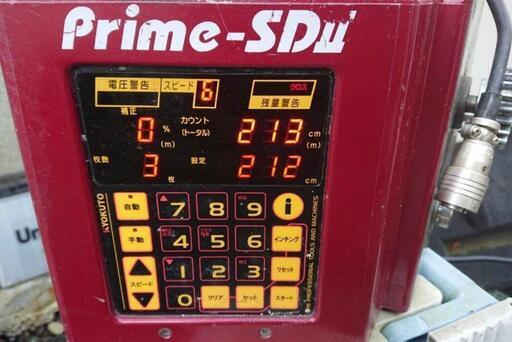 Prime-SDII
電圧警告 スピード 6 クロス
残量警告
補正 カウント
0 % (トータル) 213 cm
(m) (m)
枚数 3 枚 設定 212 cm
(m)
KYOKUTO
自動 7 8 9 i
手動 4 5 6 インチング
スピード 1 2 3 リセット
0 クリア セット スタート
PROFESSIONAL TOOLS AND MACHINES
Un